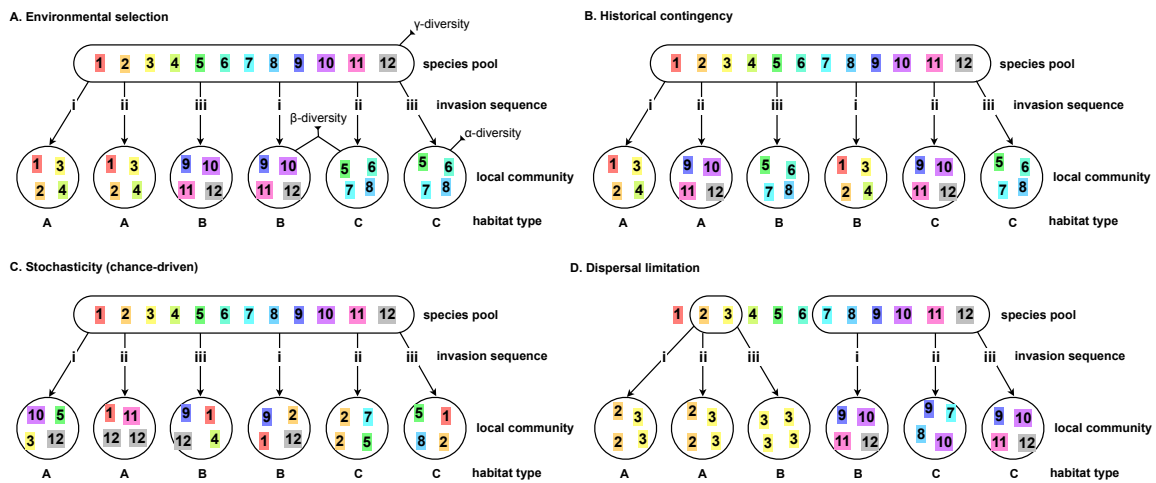 A. Environmental selection
γ-diversity
1 2 3 4 5 6 7 8 9 10 11 12 species pool
i ii iii i ii iii invasion sequence
β-diversity
α-diversity
1 3 1 3 9 10 9 10 5 6 5 6
local community
2 4 2 4 11 12 11 12 7 8 7 8
A A B B C C habitat type
B. Historical contingency
1 2 3 4 5 6 7 8 9 10 11 12 species pool
i ii iii i ii iii invasion sequence
1 3 9 10 5 6 1 3 9 10 5 6
local community
2 4 11 12 7 8 2 4 11 12 7 8
A A B B C C habitat type
C. Stochasticity (chance-driven)
1 2 3 4 5 6 7 8 9 10 11 12 species pool
i ii iii i ii iii invasion sequence
10 5 1 11 9 1 9 2 2 7 5 1
local community
3 12 12 12 12 4 1 12 2 5 8 2
A A B B C C habitat type
D. Dispersal limitation
1 2 3 4 5 6 7 8 9 10 11 12 species pool
i ii iii i ii iii invasion sequence
2 3 2 3 3 3 9 10 9 7 9 10
local community
2 3 2 3 3 3 11 12 8 10 11 12
A A B B C C habitat type